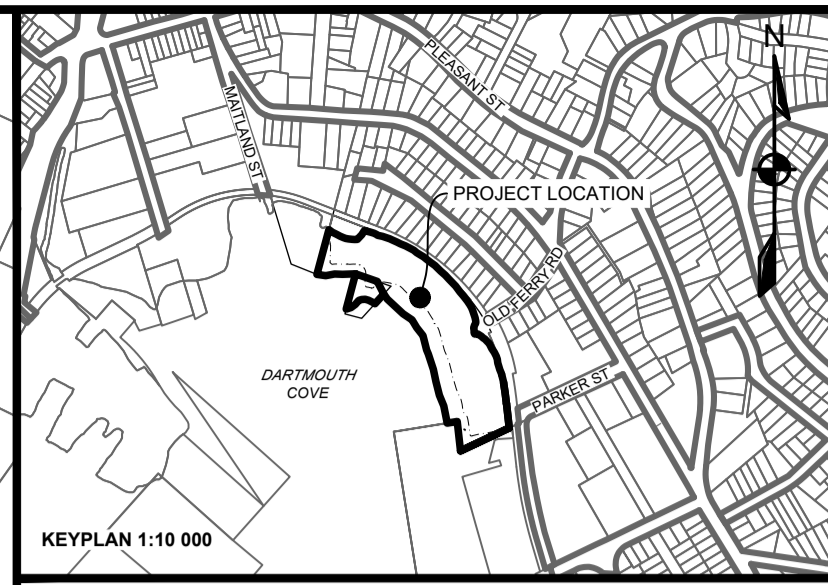 PLEASANT ST
N
MAITLAND ST
PROJECT LOCATION
OLD FERRY RD
DARTMOUTH
COVE
PARKER ST
KEYPLAN 1:10 000